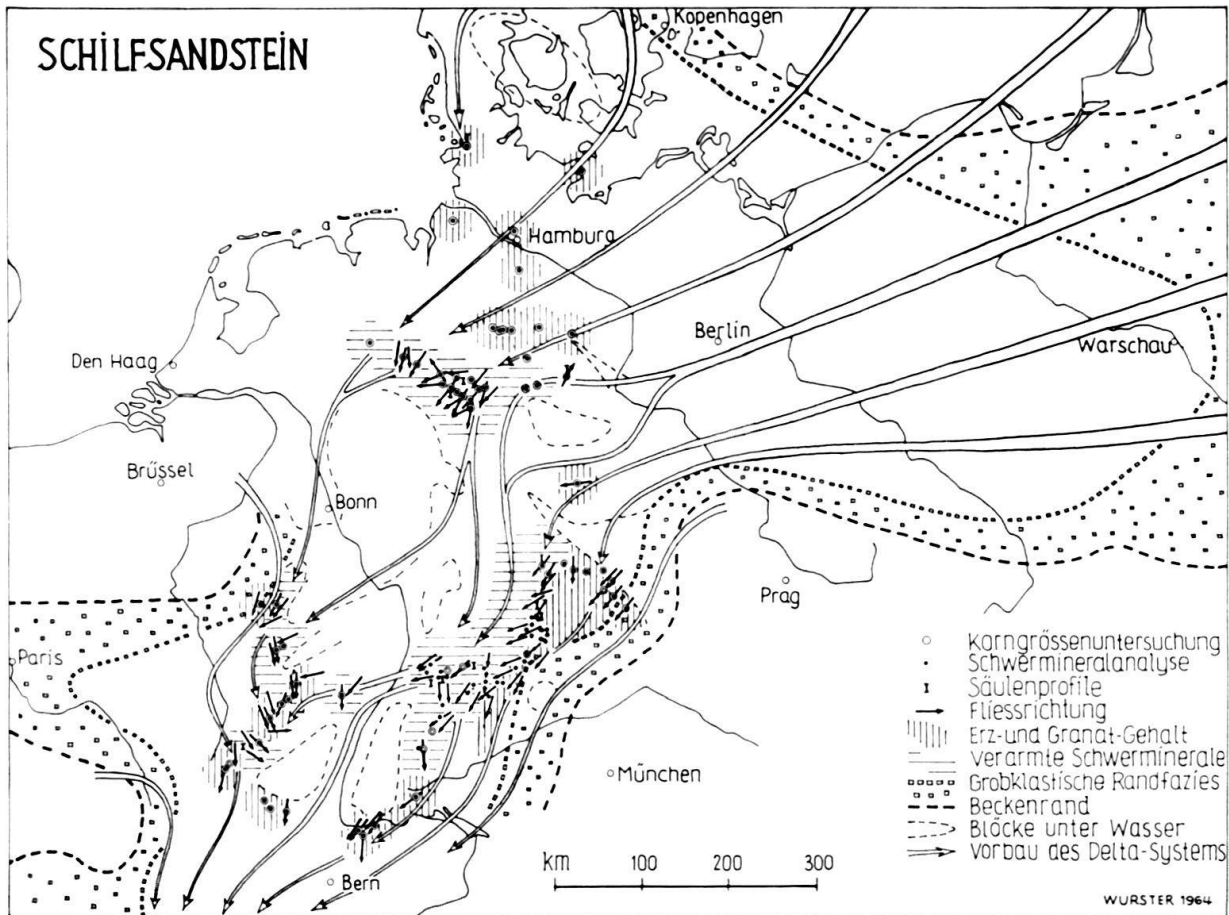 SCHILFSANDSTEIN
Kopenhagen
Hamburg
Berlin
Warschau
Den Haag
Brüssel
Bonn
Prag
Paris
München
Bern
Korngrössenuntersuchung
Schwermineralanalyse
Säulenprofile
Fliessrichtung
Erz-und Granat-Gehalt
verarmte Schwerminerale
Grobklastische Randfazies
Beckenrand
Blöcke unter Wasser
Vorbau des Delta-Systems
km 100 200 300
WURSTER 1964